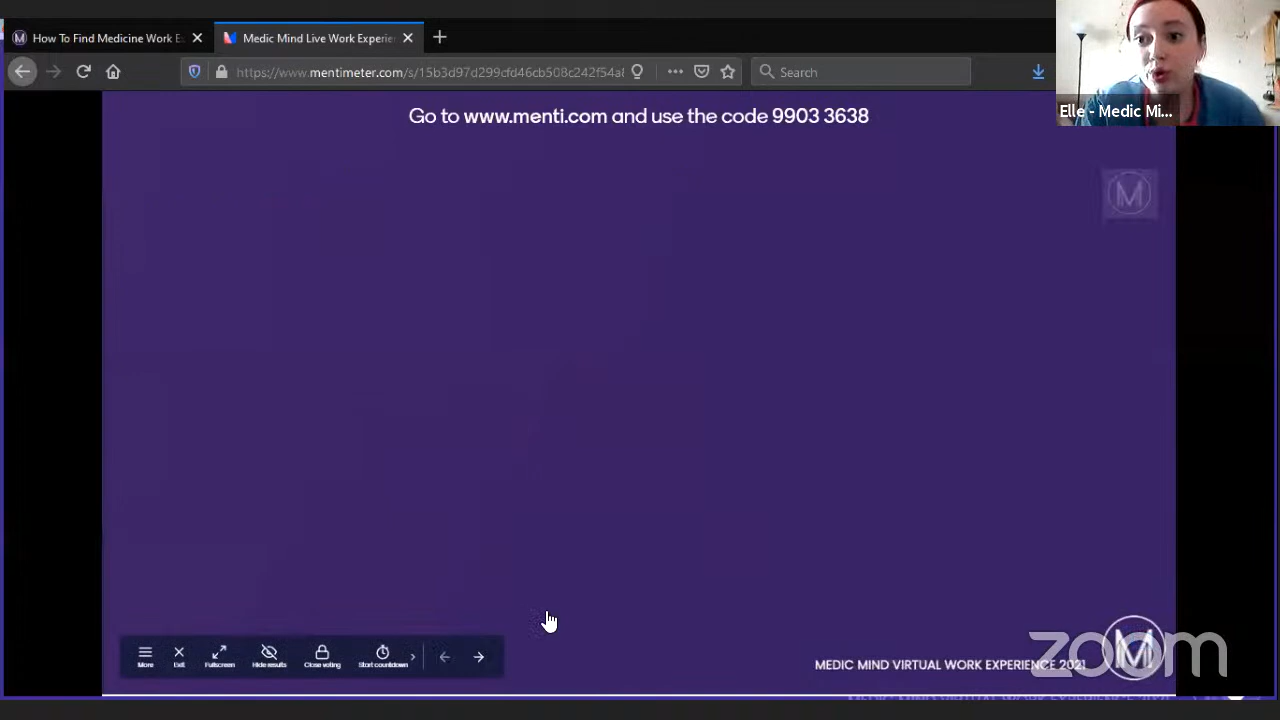 How To Find Medicine Work E
Medic Mind Live Work Experie
https://www.mentimeter.com/s/15b3d97d299cfd46cb508c242f54a
Search
Elle - Medic Mi...
Go to www.menti.com and use the code 9903 3638
M
More
Exit
Fullscreen
Hide results
Close voting
Start countdown
MEDIC MIND VIRTUAL WORK EXPERIENCE 2021
M
zoom